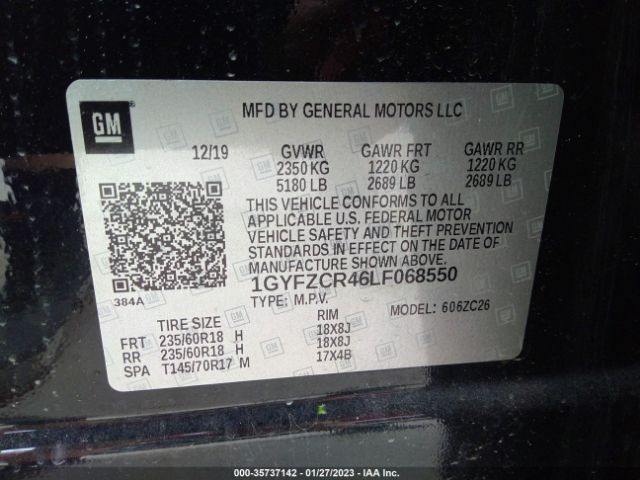 GM
MFD BY GENERAL MOTORS LLC
12/19 GVWR GAWR FRT GAWR RR
2350 KG 1220 KG 1220 KG
5180 LB 2689 LB 2689 LB
THIS VEHICLE CONFORMS TO ALL
APPLICABLE U.S. FEDERAL MOTOR
VEHICLE SAFETY AND THEFT PREVENTION
STANDARDS IN EFFECT ON THE DATE OF
MANUFACTURE SHOWN ABOVE.
1GYFZCR46LF068550
384A
TYPE: M.P.V. MODEL: 606ZC26
TIRE SIZE RIM
FRT 235/60R18 H 18X8J
RR 235/60R18 H 18X8J
SPA T145/70R17 M 17X4B
000-35737142 - 01/27/2023 - IAA Inc.